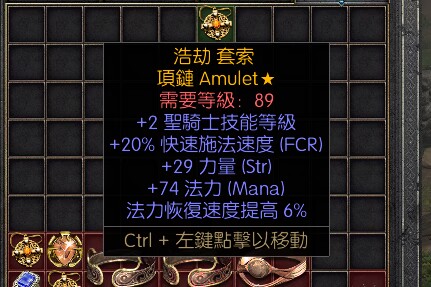 浩劫 套索
項鏈 Amulet★
需要等級: 89
+2 聖騎士技能等級
+20% 快速施法速度 (FCR)
+29 力量 (Str)
+74 法力 (Mana)
法力恢復速度提高 6%
Ctrl + 左鍵點擊以移動